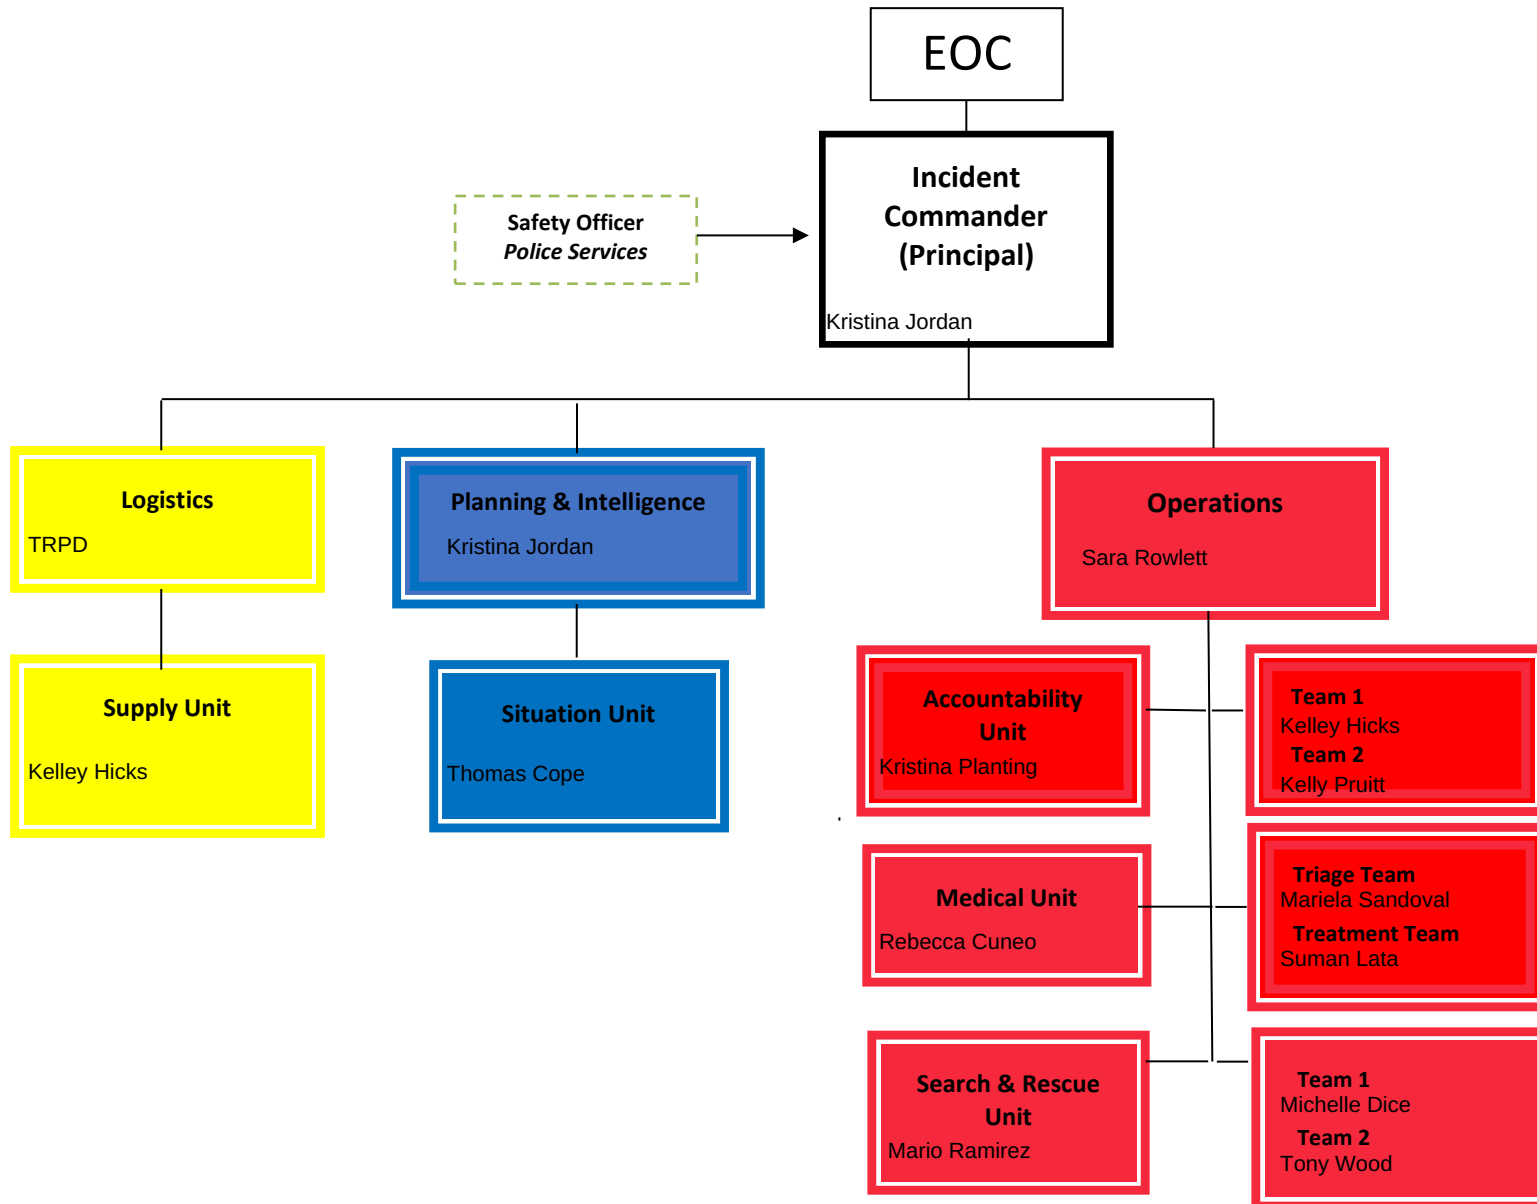 EOC
Incident
Commander
(Principal)
Kristina Jordan
Safety Officer
Police Services
Logistics
TRPD
Planning & Intelligence
Kristina Jordan
Operations
Sara Rowlett
Supply Unit
Kelley Hicks
Situation Unit
Thomas Cope
Accountability
Unit
Kristina Planting
Team 1
Kelley Hicks
Team 2
Kelly Pruitt
Medical Unit
Rebecca Cuneo
Triage Team
Mariela Sandoval
Treatment Team
Suman Lata
Search & Rescue
Unit
Mario Ramirez
Team 1
Michelle Dice
Team 2
Tony Wood